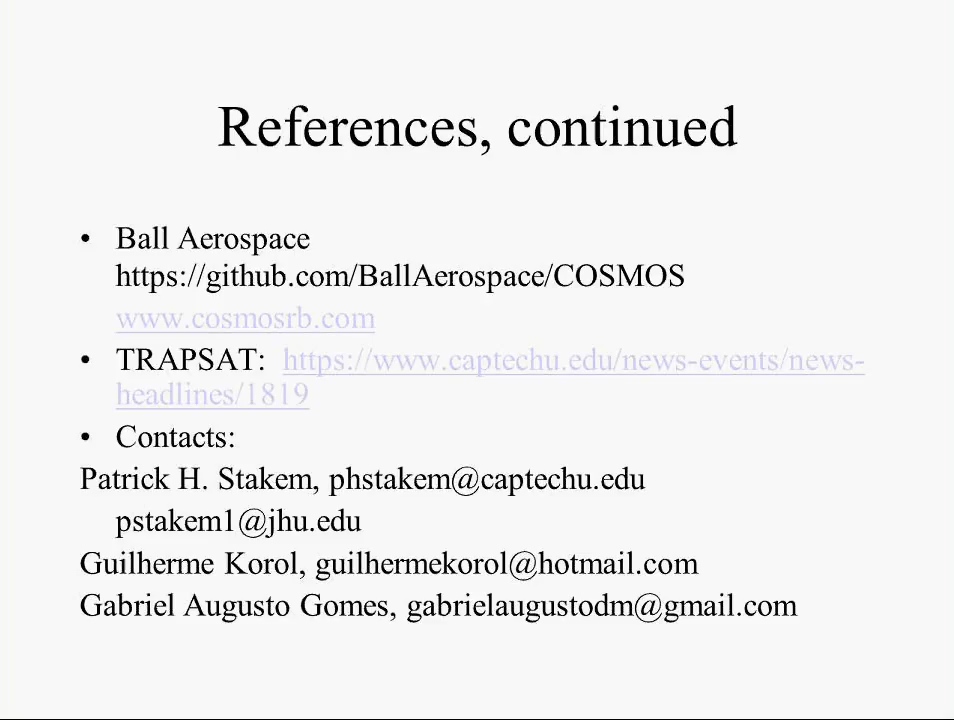 References, continued
• Ball Aerospace
https://github.com/BallAerospace/COSMOS
www.cosmosrb.com
• TRAPSAT: https://www.captechu.edu/news-events/news-
headlines/1819
• Contacts:
Patrick H. Stakem, phstakem@captechu.edu
pstakem1@jhu.edu
Guilherme Korol, guilhermekorol@hotmail.com
Gabriel Augusto Gomes, gabrielaugustodm@gmail.com